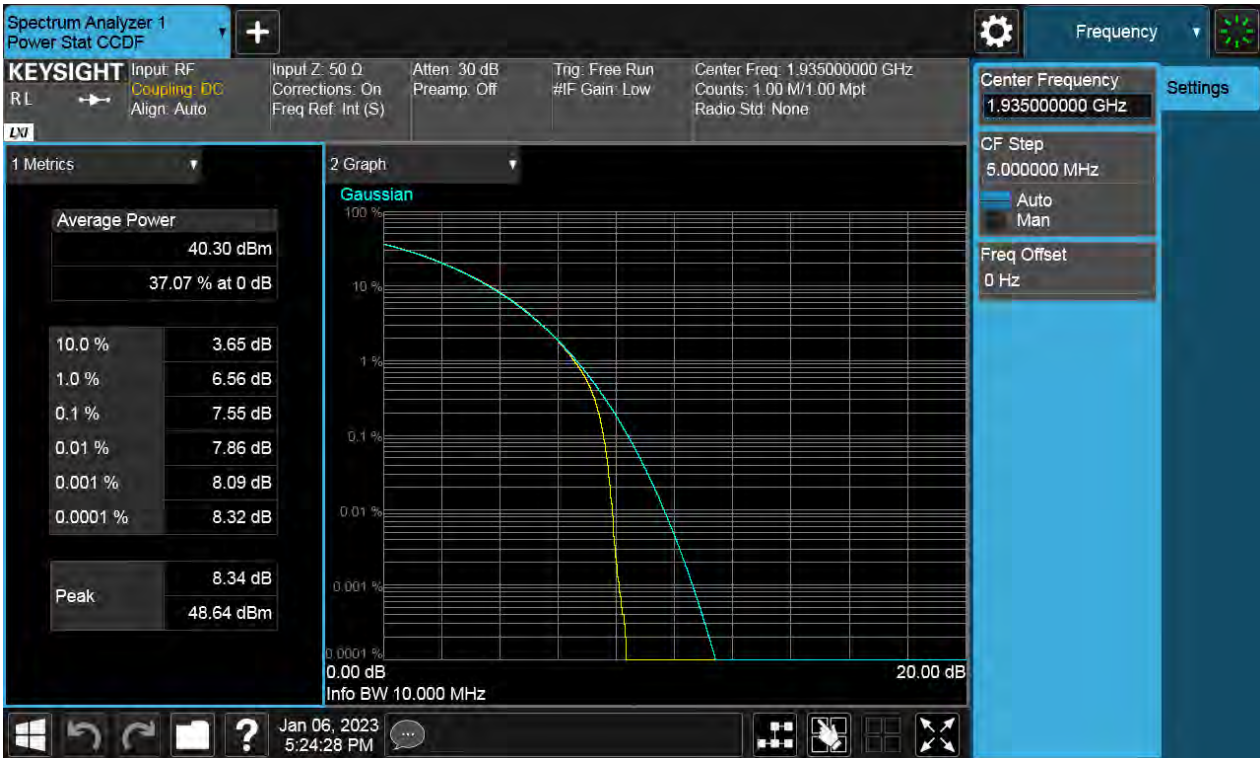 Spectrum Analyzer 1
Power Stat CCDF
+
Frequency
KEYSIGHT
RL
LXI
Input: RF
Coupling: DC
Align: Auto
Input Z: 50 Ω
Corrections: On
Freq Ref: Int (S)
Atten: 30 dB
Preamp: Off
Trig: Free Run
#IF Gain: Low
Center Freq: 1.935000000 GHz
Counts: 1.00 M/1.00 Mpt
Radio Std: None
Center Frequency
1.935000000 GHz
Settings
CF Step
5.000000 MHz
Auto
Man
Freq Offset
0 Hz
1 Metrics
Average Power
40.30 dBm
37.07 % at 0 dB
10.0 % 3.65 dB
1.0 % 6.56 dB
0.1 % 7.55 dB
0.01 % 7.86 dB
0.001 % 8.09 dB
0.0001 % 8.32 dB
Peak
8.34 dB
48.64 dBm
2 Graph
Gaussian
100 %
10 %
1 %
0.1 %
0.01 %
0.001 %
0.0001 %
0.00 dB 20.00 dB
Info BW 10.000 MHz
?
Jan 06, 2023
5:24:28 PM